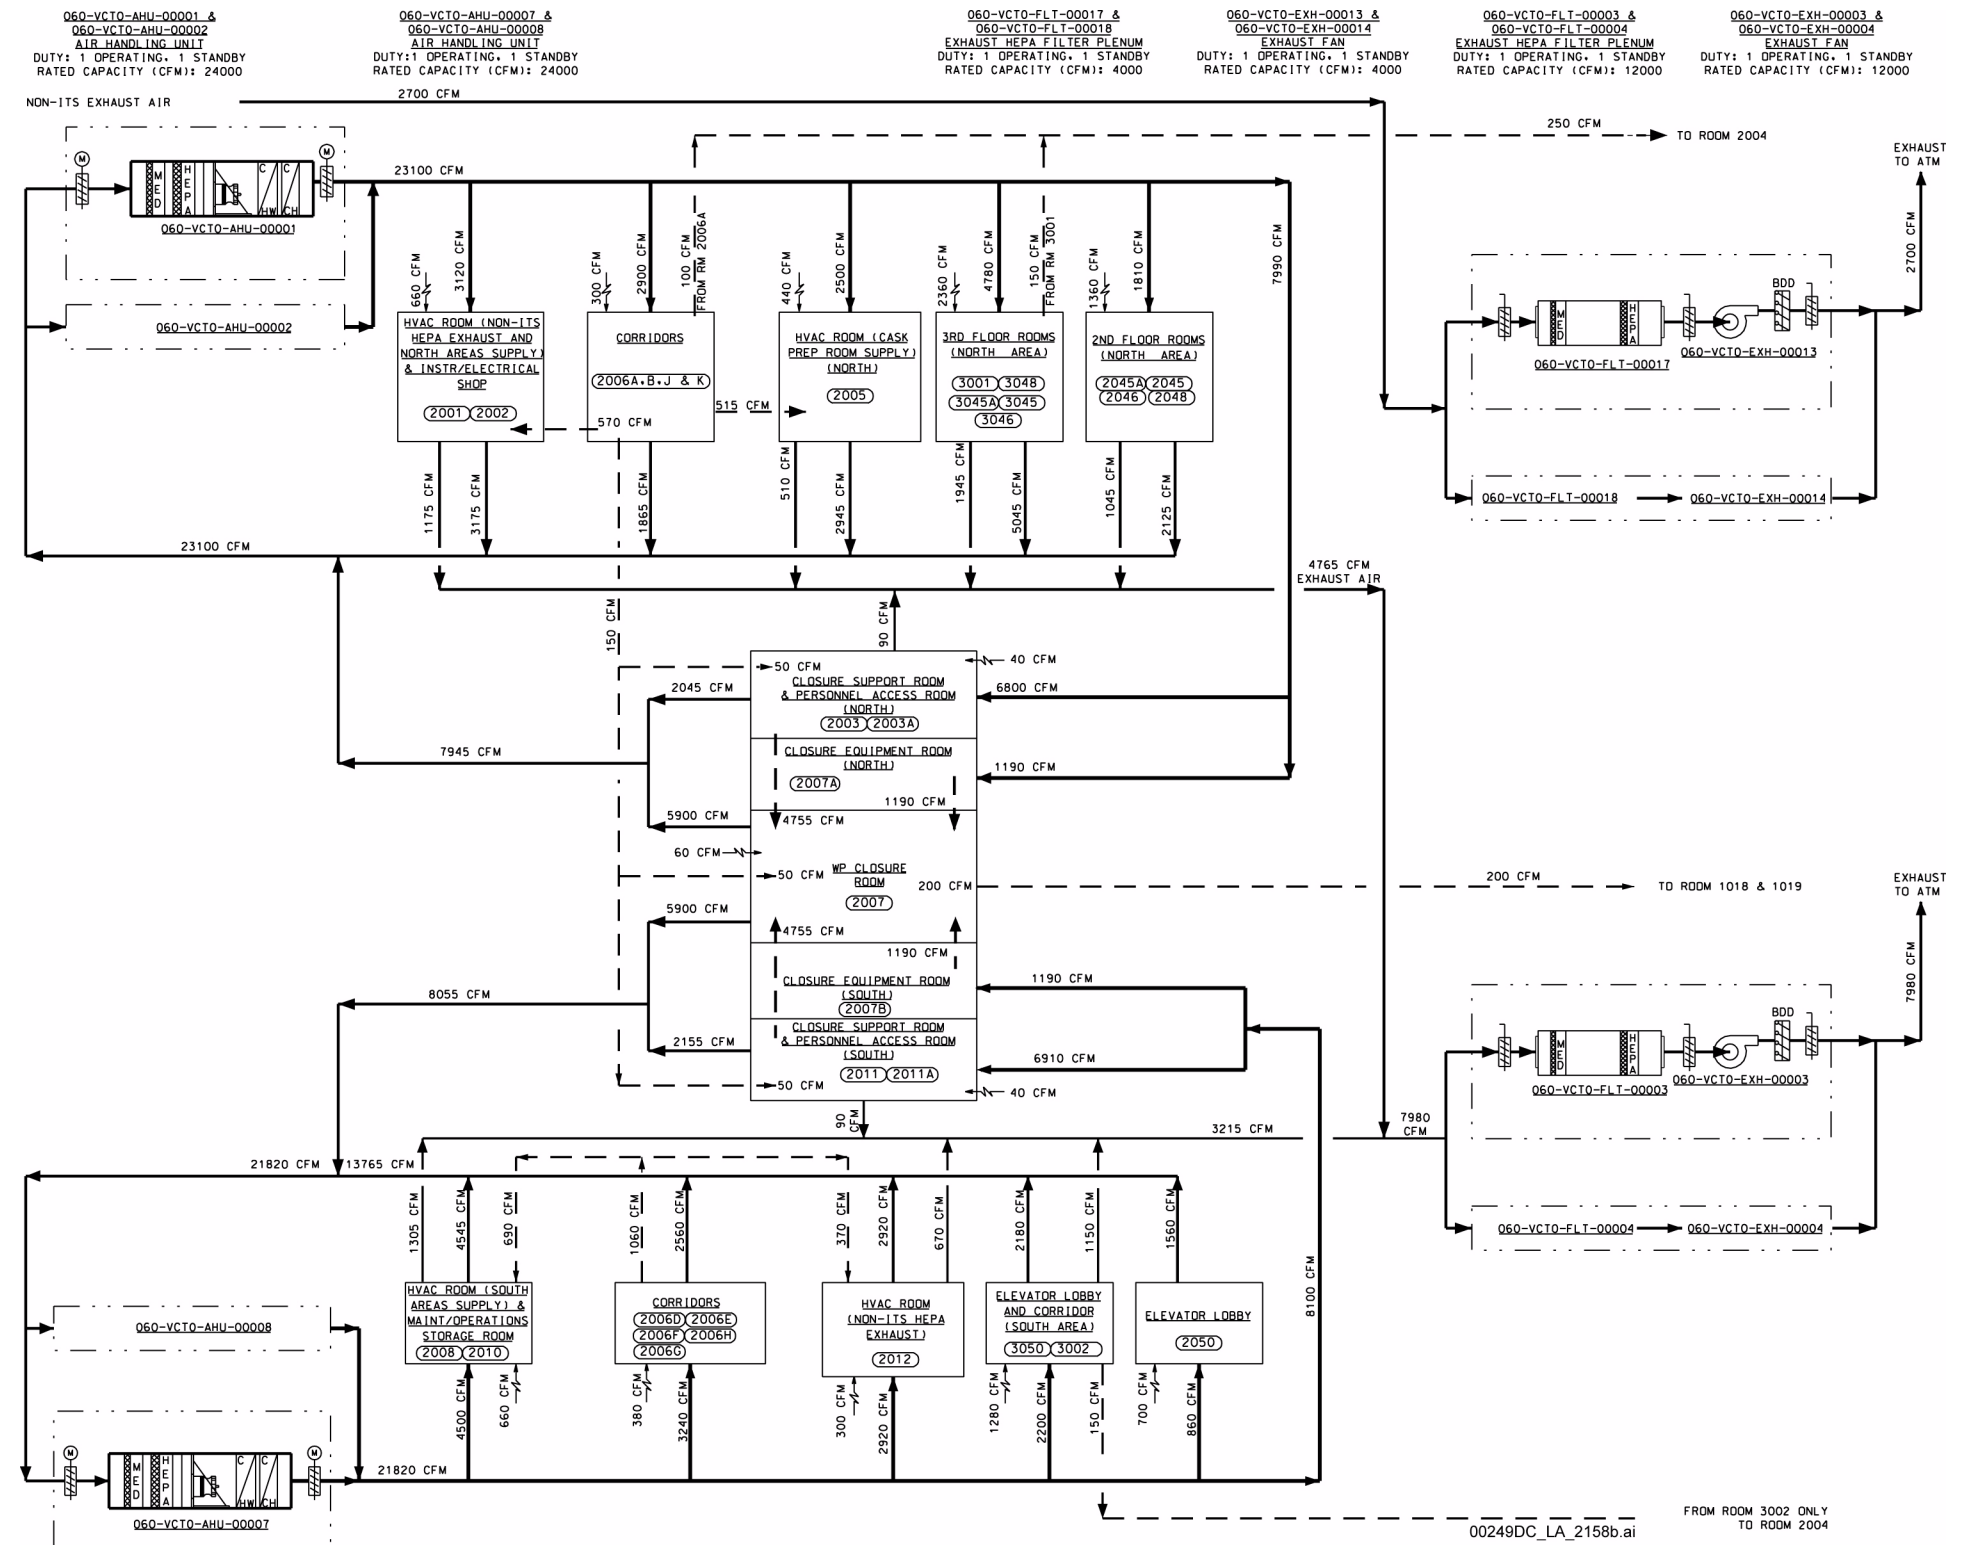 060-VCTO-AHU-00001 &
060-VCTO-AHU-00002
AIR HANDLING UNIT
DUTY: 1 OPERATING. 1 STANDBY
RATED CAPACITY (CFM): 24000
060-VCTO-AHU-00007 &
060-VCTO-AHU-00008
AIR HANDLING UNIT
DUTY: 1 OPERATING. 1 STANDBY
RATED CAPACITY (CFM): 24000
060-VCTO-FLT-00017 &
060-VCTO-FLT-00018
EXHAUST HEPA FILTER PLENUM
DUTY: 1 OPERATING. 1 STANDBY
RATED CAPACITY (CFM): 4000
060-VCTO-EXH-00013 &
060-VCTO-EXH-00014
EXHAUST FAN
DUTY: 1 OPERATING. 1 STANDBY
RATED CAPACITY (CFM): 4000
060-VCTO-FLT-00003 &
060-VCTO-FLT-00004
EXHAUST HEPA FILTER PLENUM
DUTY: 1 OPERATING. 1 STANDBY
RATED CAPACITY (CFM): 12000
060-VCTO-EXH-00003 &
060-VCTO-EXH-00004
EXHAUST FAN
DUTY: 1 OPERATING. 1 STANDBY
RATED CAPACITY (CFM): 12000
NON-ITS EXHAUST AIR
2700 CFM
250 CFM
TO ROOM 2004
EXHAUST
TO ATM
2700 CFM
M
M
MED
HEPA
C
HW
C
CH
060-VCTO-AHU-00001
23100 CFM
060-VCTO-AHU-00002
660 CFM
3120 CFM
300 CFM
2900 CFM
100 CFM
FROM RM 2006A
440 CFM
2500 CFM
2360 CFM
4780 CFM
150 CFM
FROM RM 3001
1360 CFM
1810 CFM
7990 CFM
HVAC ROOM (NON-ITS
HEPA EXHAUST AND
NORTH AREAS SUPPLY)
& INSTR/ELECTRICAL
SHOP
2001 2002
CORRIDORS
2006A.B.J & K
570 CFM
515 CFM
HVAC ROOM (CASK
PREP ROOM SUPPLY)
(NORTH)
2005
3RD FLOOR ROOMS
(NORTH AREA)
3001 3048
3045A 3045
3046
2ND FLOOR ROOMS
(NORTH AREA)
2045A 2045
2046 2048
BDD
MED
HEPA
060-VCTO-EXH-00013
060-VCTO-FLT-00017
060-VCTO-FLT-00018
060-VCTO-EXH-00014
1175 CFM
3175 CFM
1865 CFM
510 CFM
2945 CFM
1945 CFM
5045 CFM
1045 CFM
2125 CFM
23100 CFM
4765 CFM
EXHAUST AIR
150 CFM
90 CFM
50 CFM
40 CFM
CLOSURE SUPPORT ROOM
& PERSONNEL ACCESS ROOM
(NORTH)
2003 2003A
2045 CFM
6800 CFM
7945 CFM
CLOSURE EQUIPMENT ROOM
(NORTH)
2007A
1190 CFM
1190 CFM
5900 CFM
4755 CFM
60 CFM
50 CFM
WP CLOSURE
ROOM
2007
200 CFM
200 CFM
TO ROOM 1018 & 1019
EXHAUST
TO ATM
7980 CFM
5900 CFM
4755 CFM
1190 CFM
CLOSURE EQUIPMENT ROOM
(SOUTH)
2007B
1190 CFM
8055 CFM
CLOSURE SUPPORT ROOM
& PERSONNEL ACCESS ROOM
(SOUTH)
2011 2011A
2155 CFM
6910 CFM
50 CFM
40 CFM
90
CFM
BDD
MED
HEPA
060-VCTO-EXH-00003
060-VCTO-FLT-00003
7980
CFM
3215 CFM
21820 CFM
13765 CFM
1305 CFM
4545 CFM
690 CFM
1060 CFM
2560 CFM
370 CFM
2920 CFM
670 CFM
2180 CFM
1150 CFM
1560 CFM
060-VCTO-FLT-00004
060-VCTO-EXH-00004
HVAC ROOM (SOUTH
AREAS SUPPLY) &
MAINT/OPERATIONS
STORAGE ROOM
2008 2010
CORRIDORS
2006D 2006E
2006F 2006H
2006G
HVAC ROOM
(NON-ITS HEPA
EXHAUST)
2012
ELEVATOR LOBBY
AND CORRIDOR
(SOUTH AREA)
3050 3002
ELEVATOR LOBBY
2050
8100 CFM
060-VCTO-AHU-00008
4500 CFM
660 CFM
380 CFM
3240 CFM
300 CFM
2920 CFM
1280 CFM
2200 CFM
150 CFM
700 CFM
860 CFM
M
M
MED
HEPA
C
HW
C
CH
060-VCTO-AHU-00007
21820 CFM
FROM ROOM 3002 ONLY
TO ROOM 2004
00249DC_LA_2158b.ai